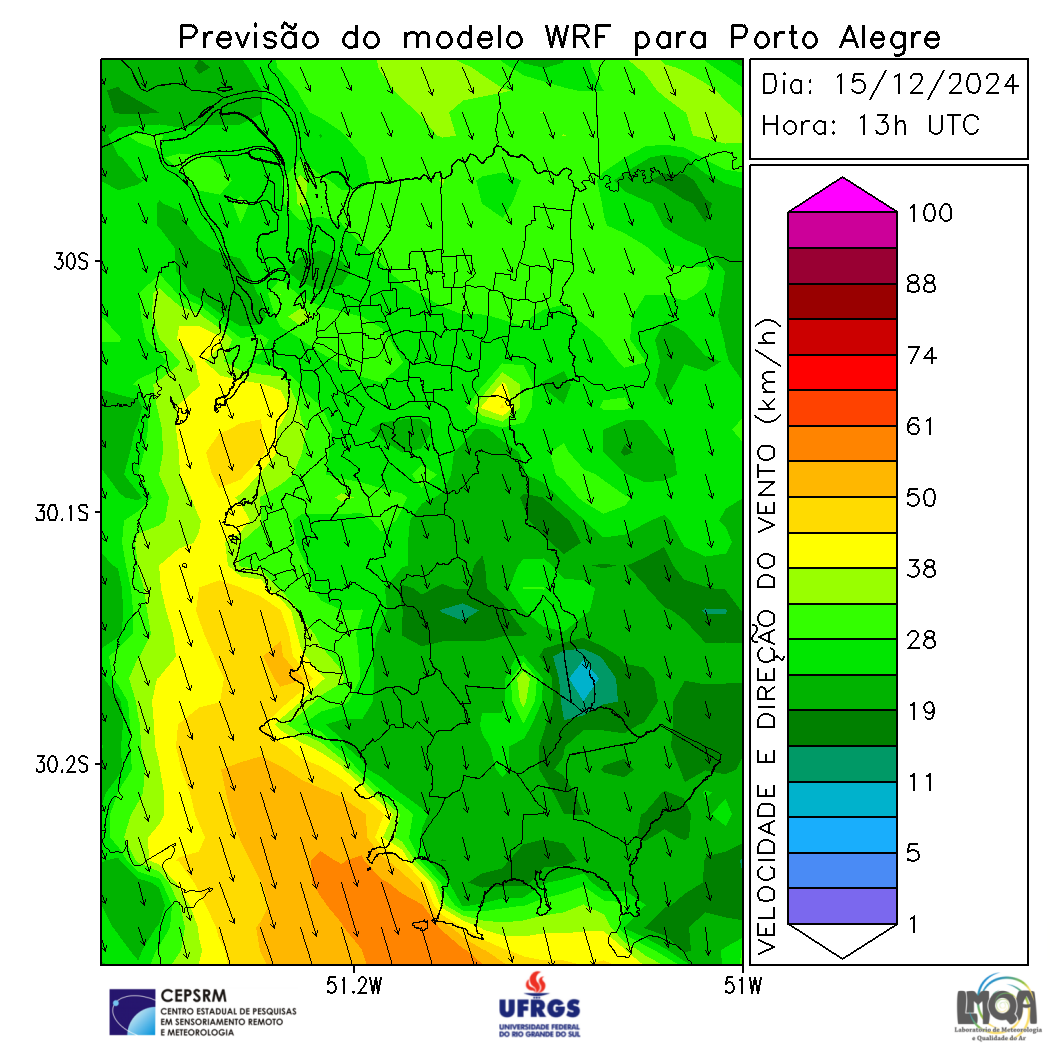 Previsão do modelo WRF para Porto Alegre
Dia: 15/12/2024
Hora: 13h UTC
30S
30.1S
30.2S
51.2W
51W
VELOCIDADE E DIREÇÃO DO VENTO (km/h)
100
88
74
61
50
38
28
19
11
5
1
CEPSRM
CENTRO ESTADUAL DE PESQUISAS
EM SENSORIAMENTO REMOTO
E METEOROLOGIA
UFRGS
UNIVERSIDADE FEDERAL
DO RIO GRANDE DO SUL
LMQA
Laboratório de Meteorologia
e Qualidade do Ar